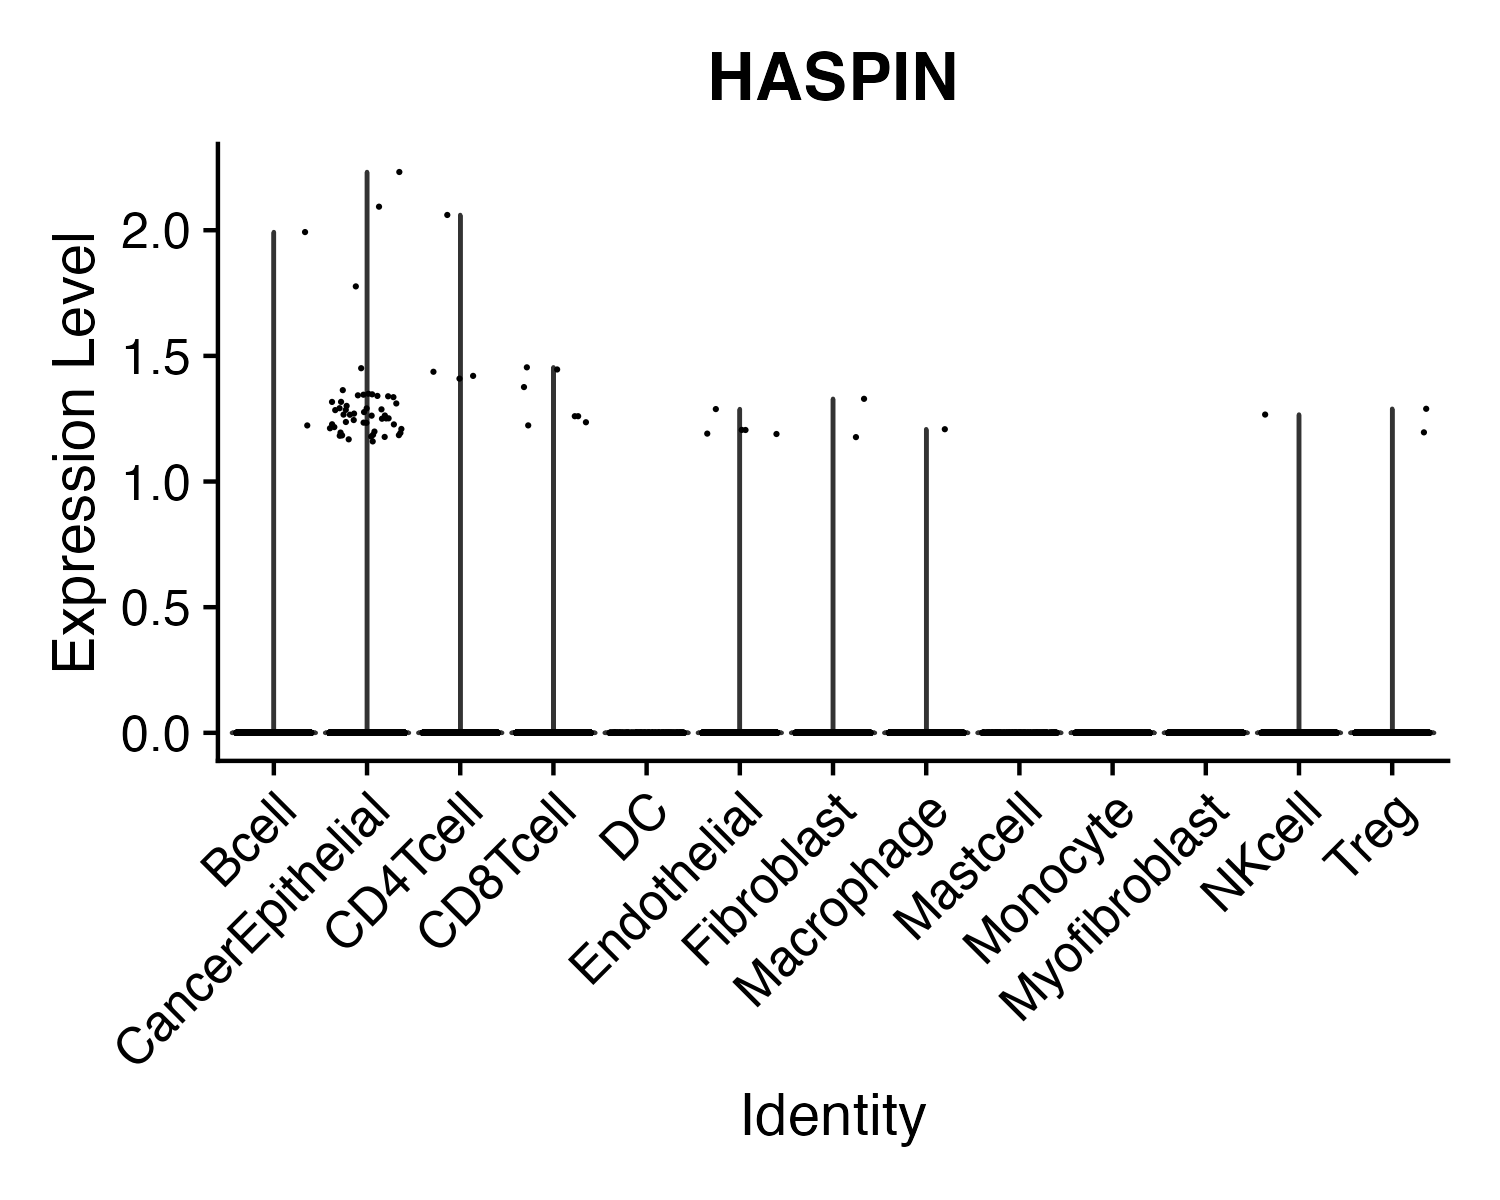 HASPIN
Expression Level
2.0
1.5
1.0
0.5
0.0
Bcell
CancerEpithelial
CD4Tcell
CD8Tcell
DC
Endothelial
Fibroblast
Macrophage
Mastcell
Monocyte
Myofibroblast
NKcell
Treg
Identity